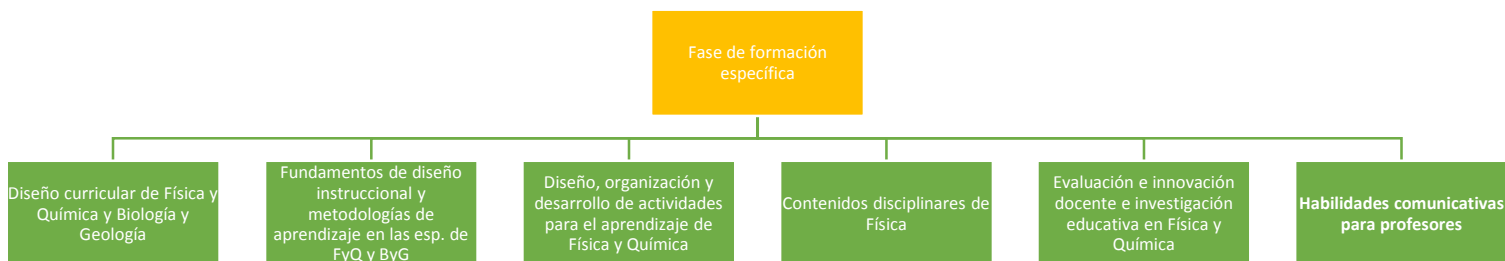 Fase de formación
específica
Diseño curricular de Física y
Química y Biología y
Geología
Fundamentos de diseño
instruccional y
metodologías de
aprendizaje en las esp. de
FyQ y ByG
Diseño, organización y
desarrollo de actividades
para el aprendizaje de
Física y Química
Contenidos disciplinares de
Física
Evaluación e innovación
docente e investigación
educativa en Física y
Química
Habilidades comunicativas
para profesores